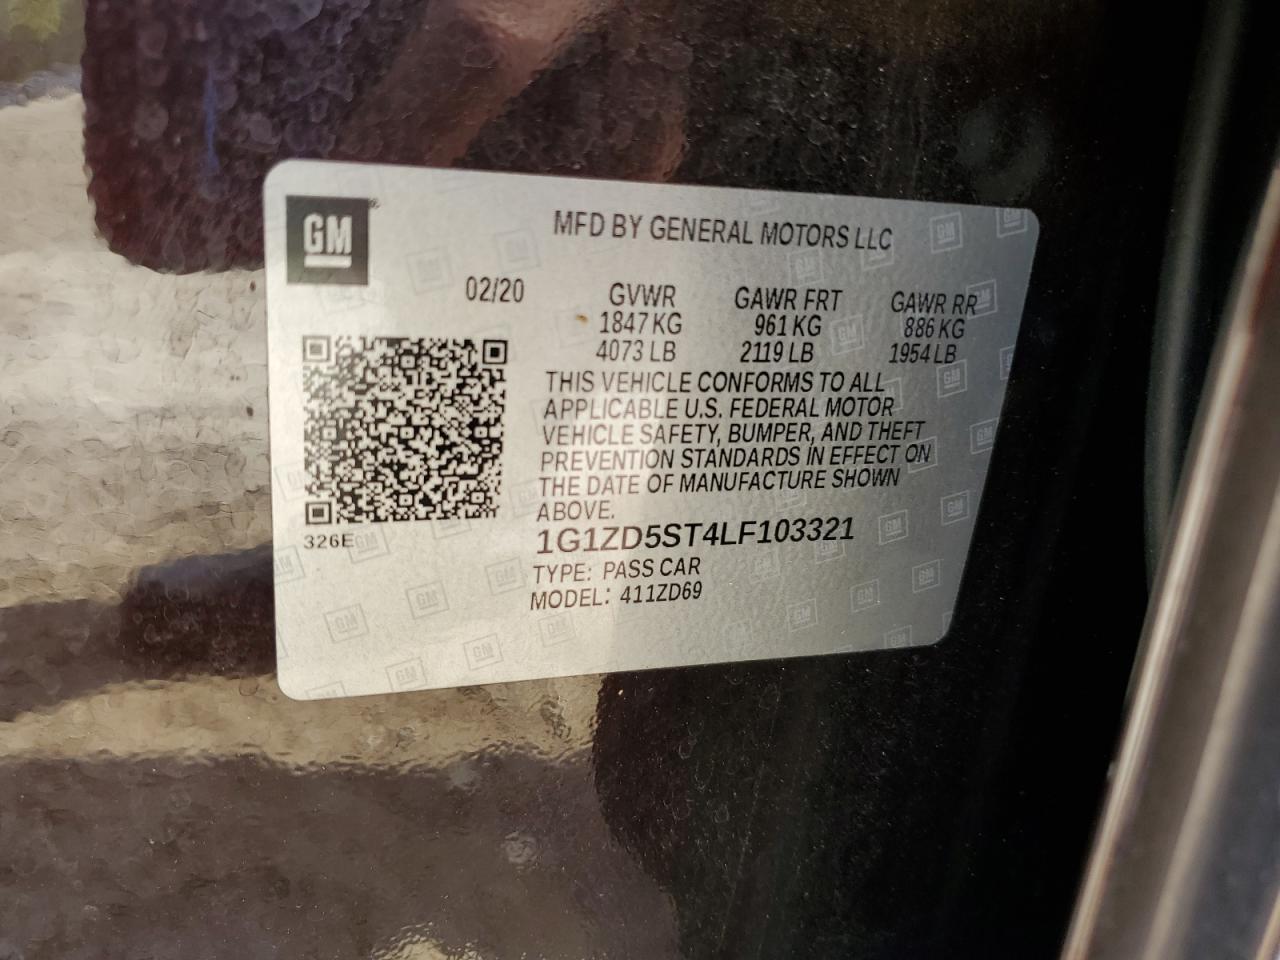 GM
MFD BY GENERAL MOTORS LLC
02/20 GVWR GAWR FRT GAWR RR
1847 KG 961 KG 886 KG
4073 LB 2119 LB 1954 LB
THIS VEHICLE CONFORMS TO ALL
APPLICABLE U.S. FEDERAL MOTOR
VEHICLE SAFETY, BUMPER, AND THEFT
PREVENTION STANDARDS IN EFFECT ON
THE DATE OF MANUFACTURE SHOWN
ABOVE.
326E
1G1ZD5ST4LF103321
TYPE: PASS CAR
MODEL: 411ZD69